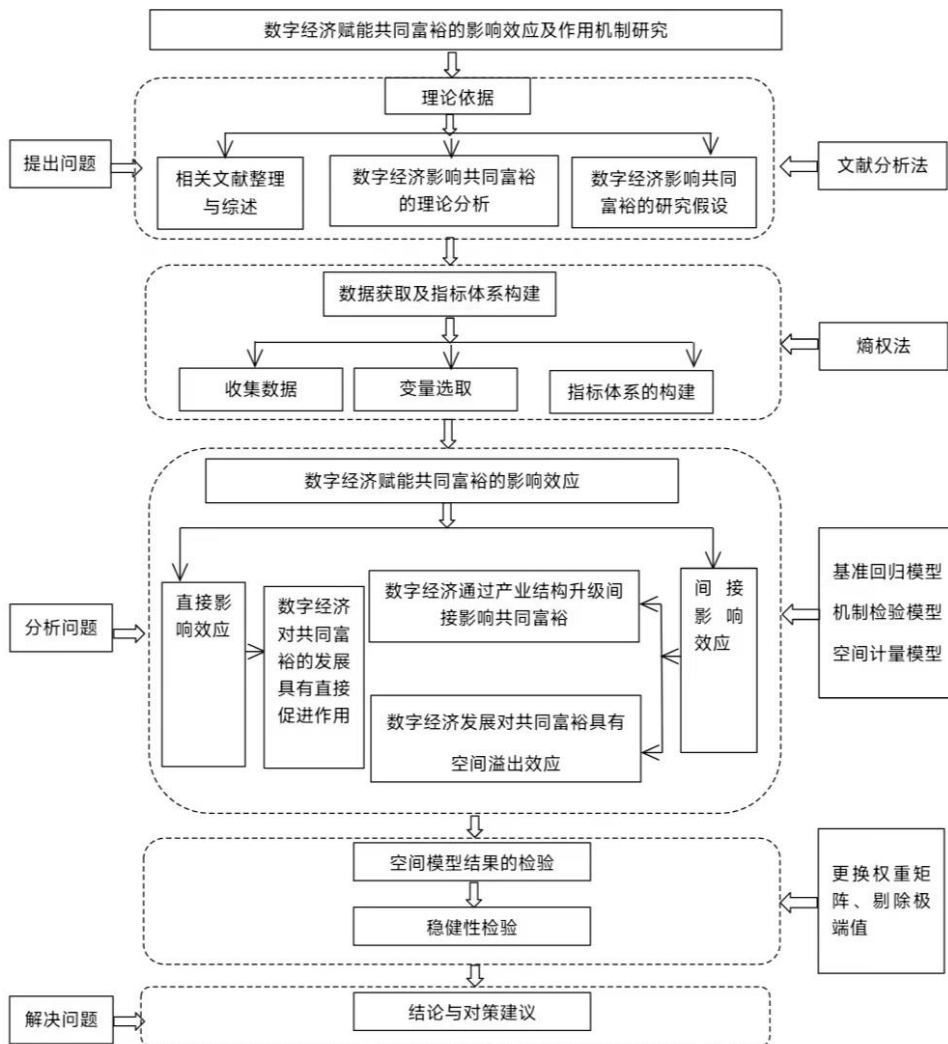 数字经济赋能共同富裕的影响效应及作用机制研究
理论依据
提出问题
相关文献整理
与综述
数字经济影响共同富裕
的理论分析
数字经济影响共同
富裕的研究假设
文献分析法
数据获取及指标体系构建
收集数据
变量选取
指标体系的构建
熵权法
数字经济赋能共同富裕的影响效应
分析问题
直接影
响效应
数字经济
对共同富
裕的发展
具有直接
促进作用
数字经济通过产业结构升级间
接影响共同富裕
数字经济发展对共同富裕具有
空间溢出效应
间接
影响
效应
基准回归模型
机制检验模型
空间计量模型
空间模型结果的检验
稳健性检验
更换权重矩
阵、剔除极
端值
解决问题
结论与对策建议